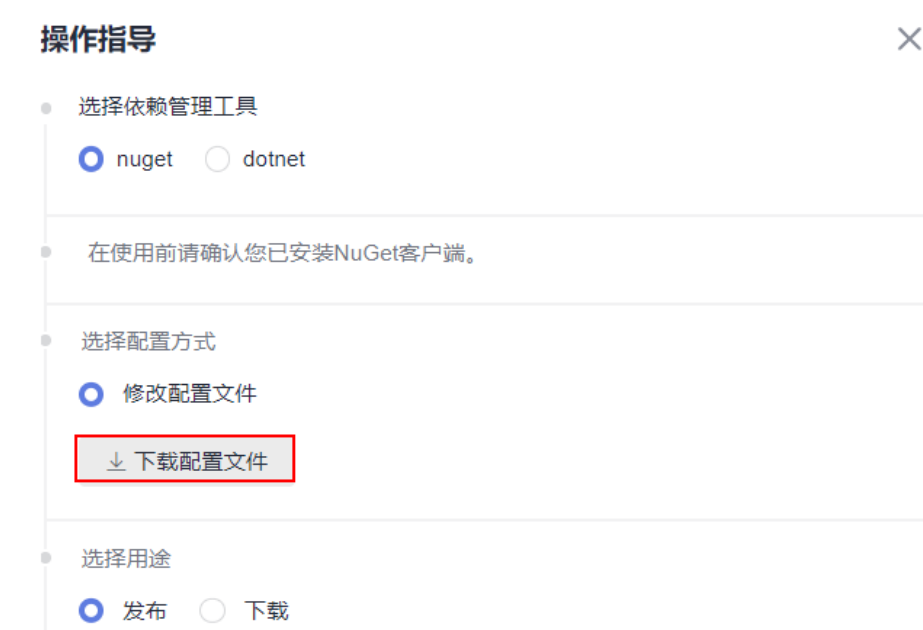 操作指导
选择依赖管理工具
nuget dotnet
在使用前请确认您已安装NuGet客户端。
选择配置方式
修改配置文件
下载配置文件
选择用途
发布 下载